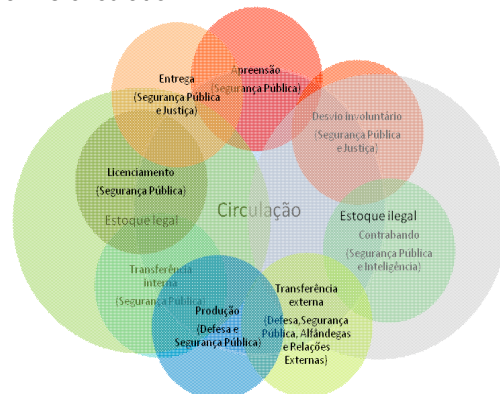 Apreensão
(Segurança Pública)
Entrega
(Segurança Pública
e Justiça)
Desvio involuntário
(Segurança Pública
e Justiça)
Licenciamento
(Segurança Pública)
Estoque legal
Circulação
Estoque ilegal
Contrabando
(Segurança Pública
e Inteligência)
Transferência
interna
(Segurança Pública)
Produção
(Defesa e
Segurança Pública)
Transferência
externa
(Defesa,Segurança
Pública, Alfândegas
e Relações
Externas)